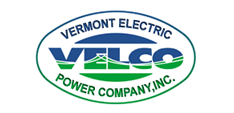 VERMONT ELECTRIC
VELCO
POWER COMPANY,INC.